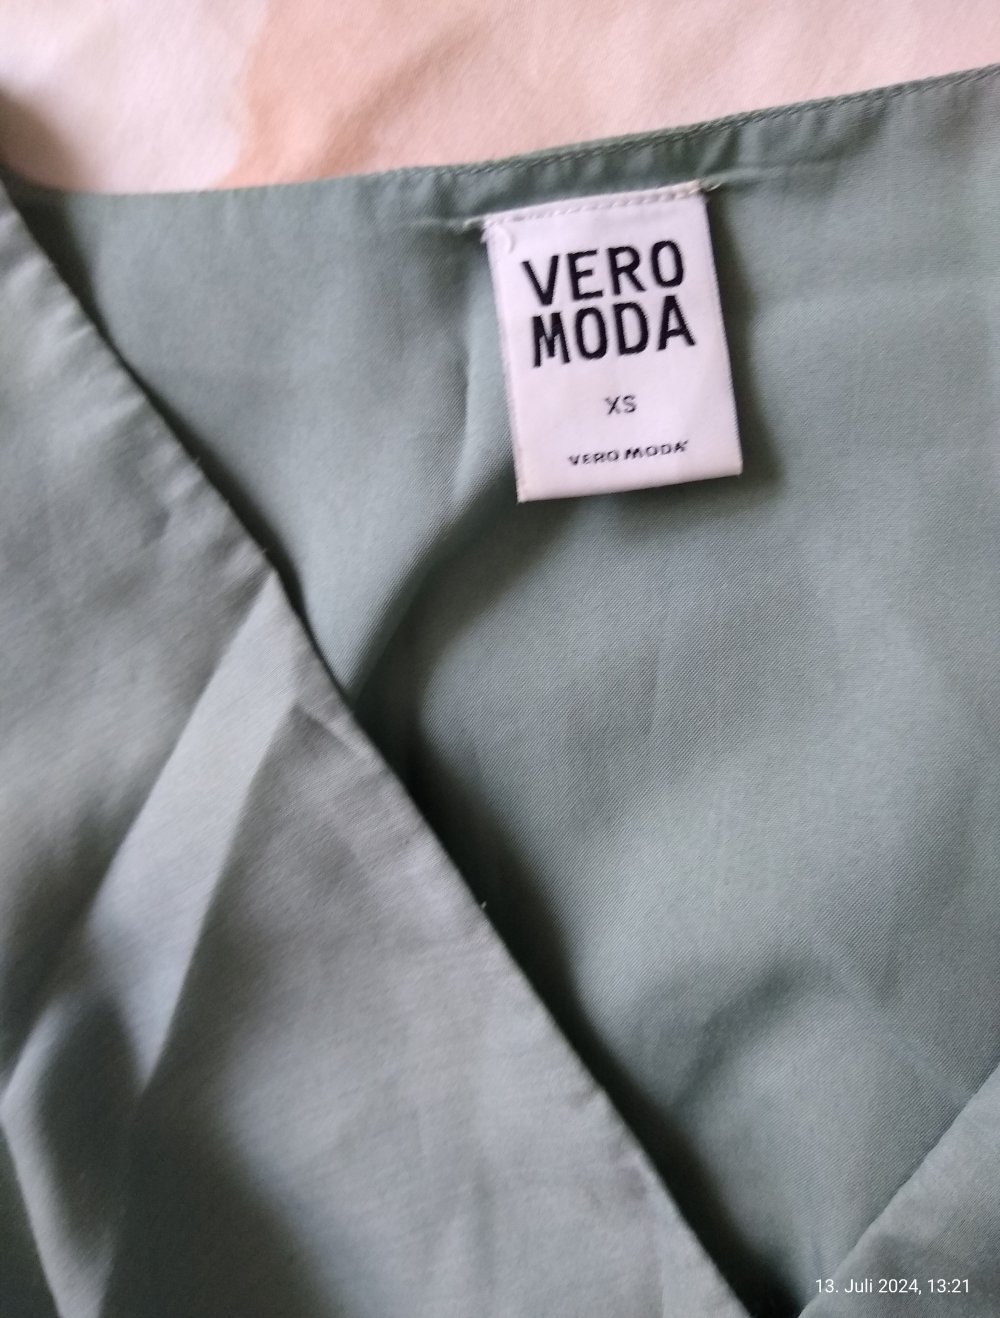 VERO
MODA
XS
VERO MODA
13. Juli 2024, 13:21